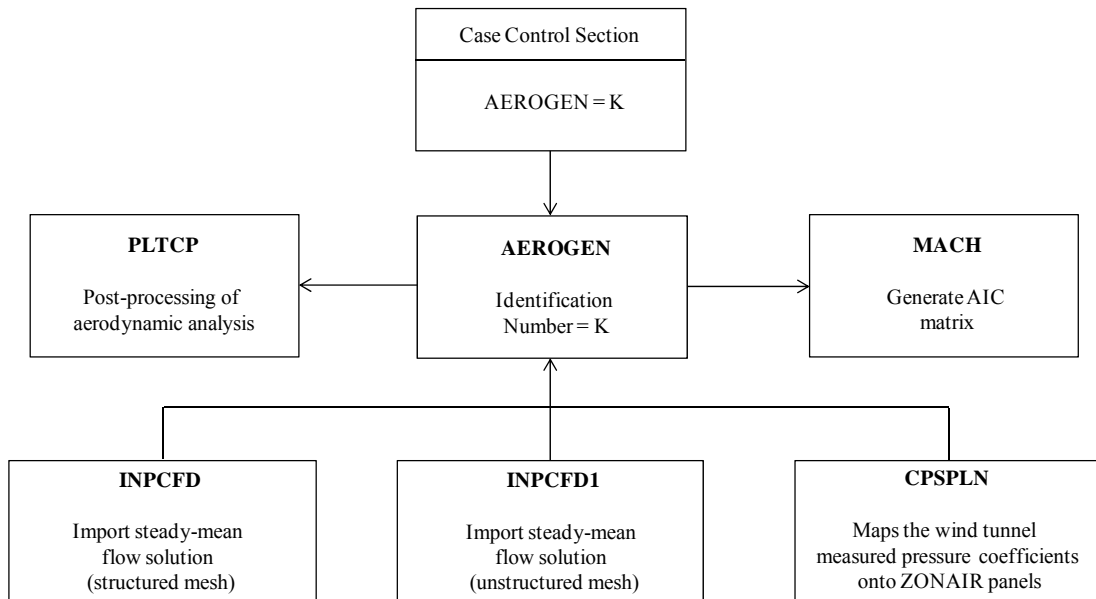 Case Control Section
AEROGEN = K
PLTCP
Post-processing of
aerodynamic analysis
AEROGEN
Identification
Number = K
MACH
Generate AIC
matrix
INPCFD
Import steady-mean
flow solution
(structured mesh)
INPCFD1
Import steady-mean
flow solution
(unstructured mesh)
CPSPLN
Maps the wind tunnel
measured pressure coefficients
onto ZONAIR panels